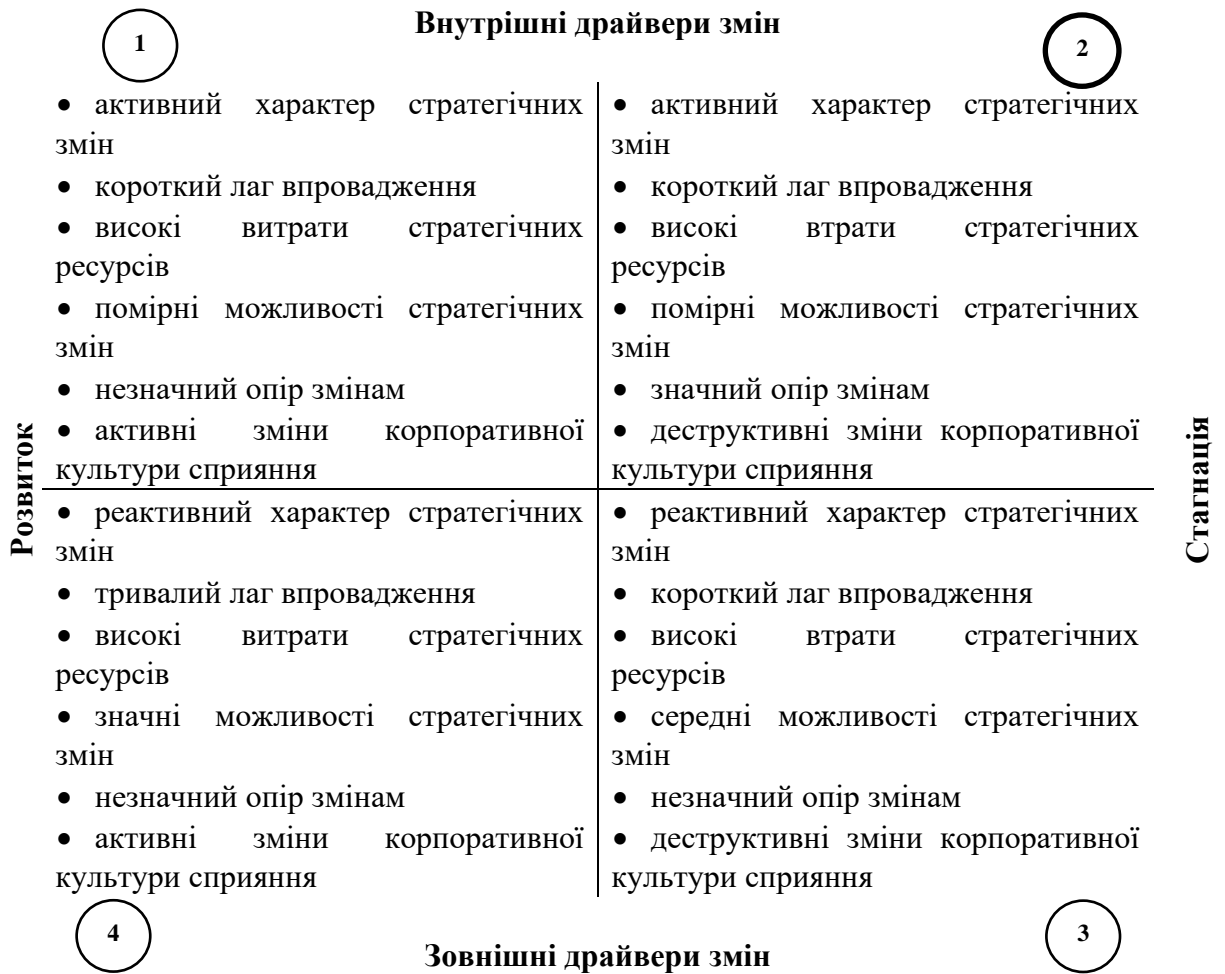 Внутрішні драйвери змін
1
2
• активний характер стратегічних
змін
• короткий лаг впровадження
• високі витрати стратегічних
ресурсів
• помірні можливості стратегічних
змін
• незначний опір змінам
• активні зміни корпоративної
культури сприяння
• активний характер стратегічних
змін
• короткий лаг впровадження
• високі втрати стратегічних
ресурсів
• помірні можливості стратегічних
змін
• значний опір змінам
• деструктивні зміни корпоративної
культури сприяння
Розвиток
Стагнація
• реактивний характер стратегічних
змін
• тривалий лаг впровадження
• високі витрати стратегічних
ресурсів
• значні можливості стратегічних
змін
• незначний опір змінам
• активні зміни корпоративної
культури сприяння
• реактивний характер стратегічних
змін
• короткий лаг впровадження
• високі втрати стратегічних
ресурсів
• середні можливості стратегічних
змін
• незначний опір змінам
• деструктивні зміни корпоративної
культури сприяння
4
3
Зовнішні драйвери змін